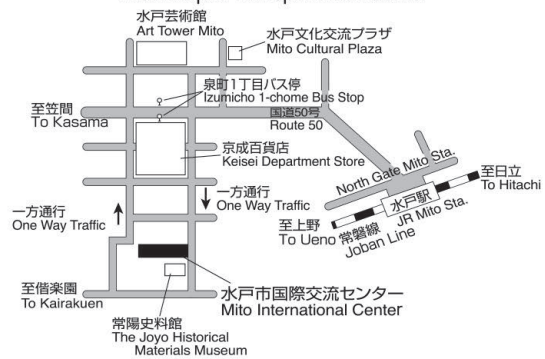 水戸芸術館
Art Tower Mito
水戸文化交流プラザ
Mito Cultural Plaza
泉町1丁目バス停
Izumicho 1-chome Bus Stop
至笠間
To Kasama
国道50号
Route 50
京成百貨店
Keisei Department Store
North Gate Mito Sta.
水戸駅
JR Mito Sta.
至日立
To Hitachi
一方通行
One Way Traffic
一方通行
One Way Traffic
至上野
To Ueno
常磐線
Joban Line
至偕楽園
To Kairakuen
水戸市国際交流センター
Mito International Center
常陽史料館
The Joyo Historical
Materials Museum